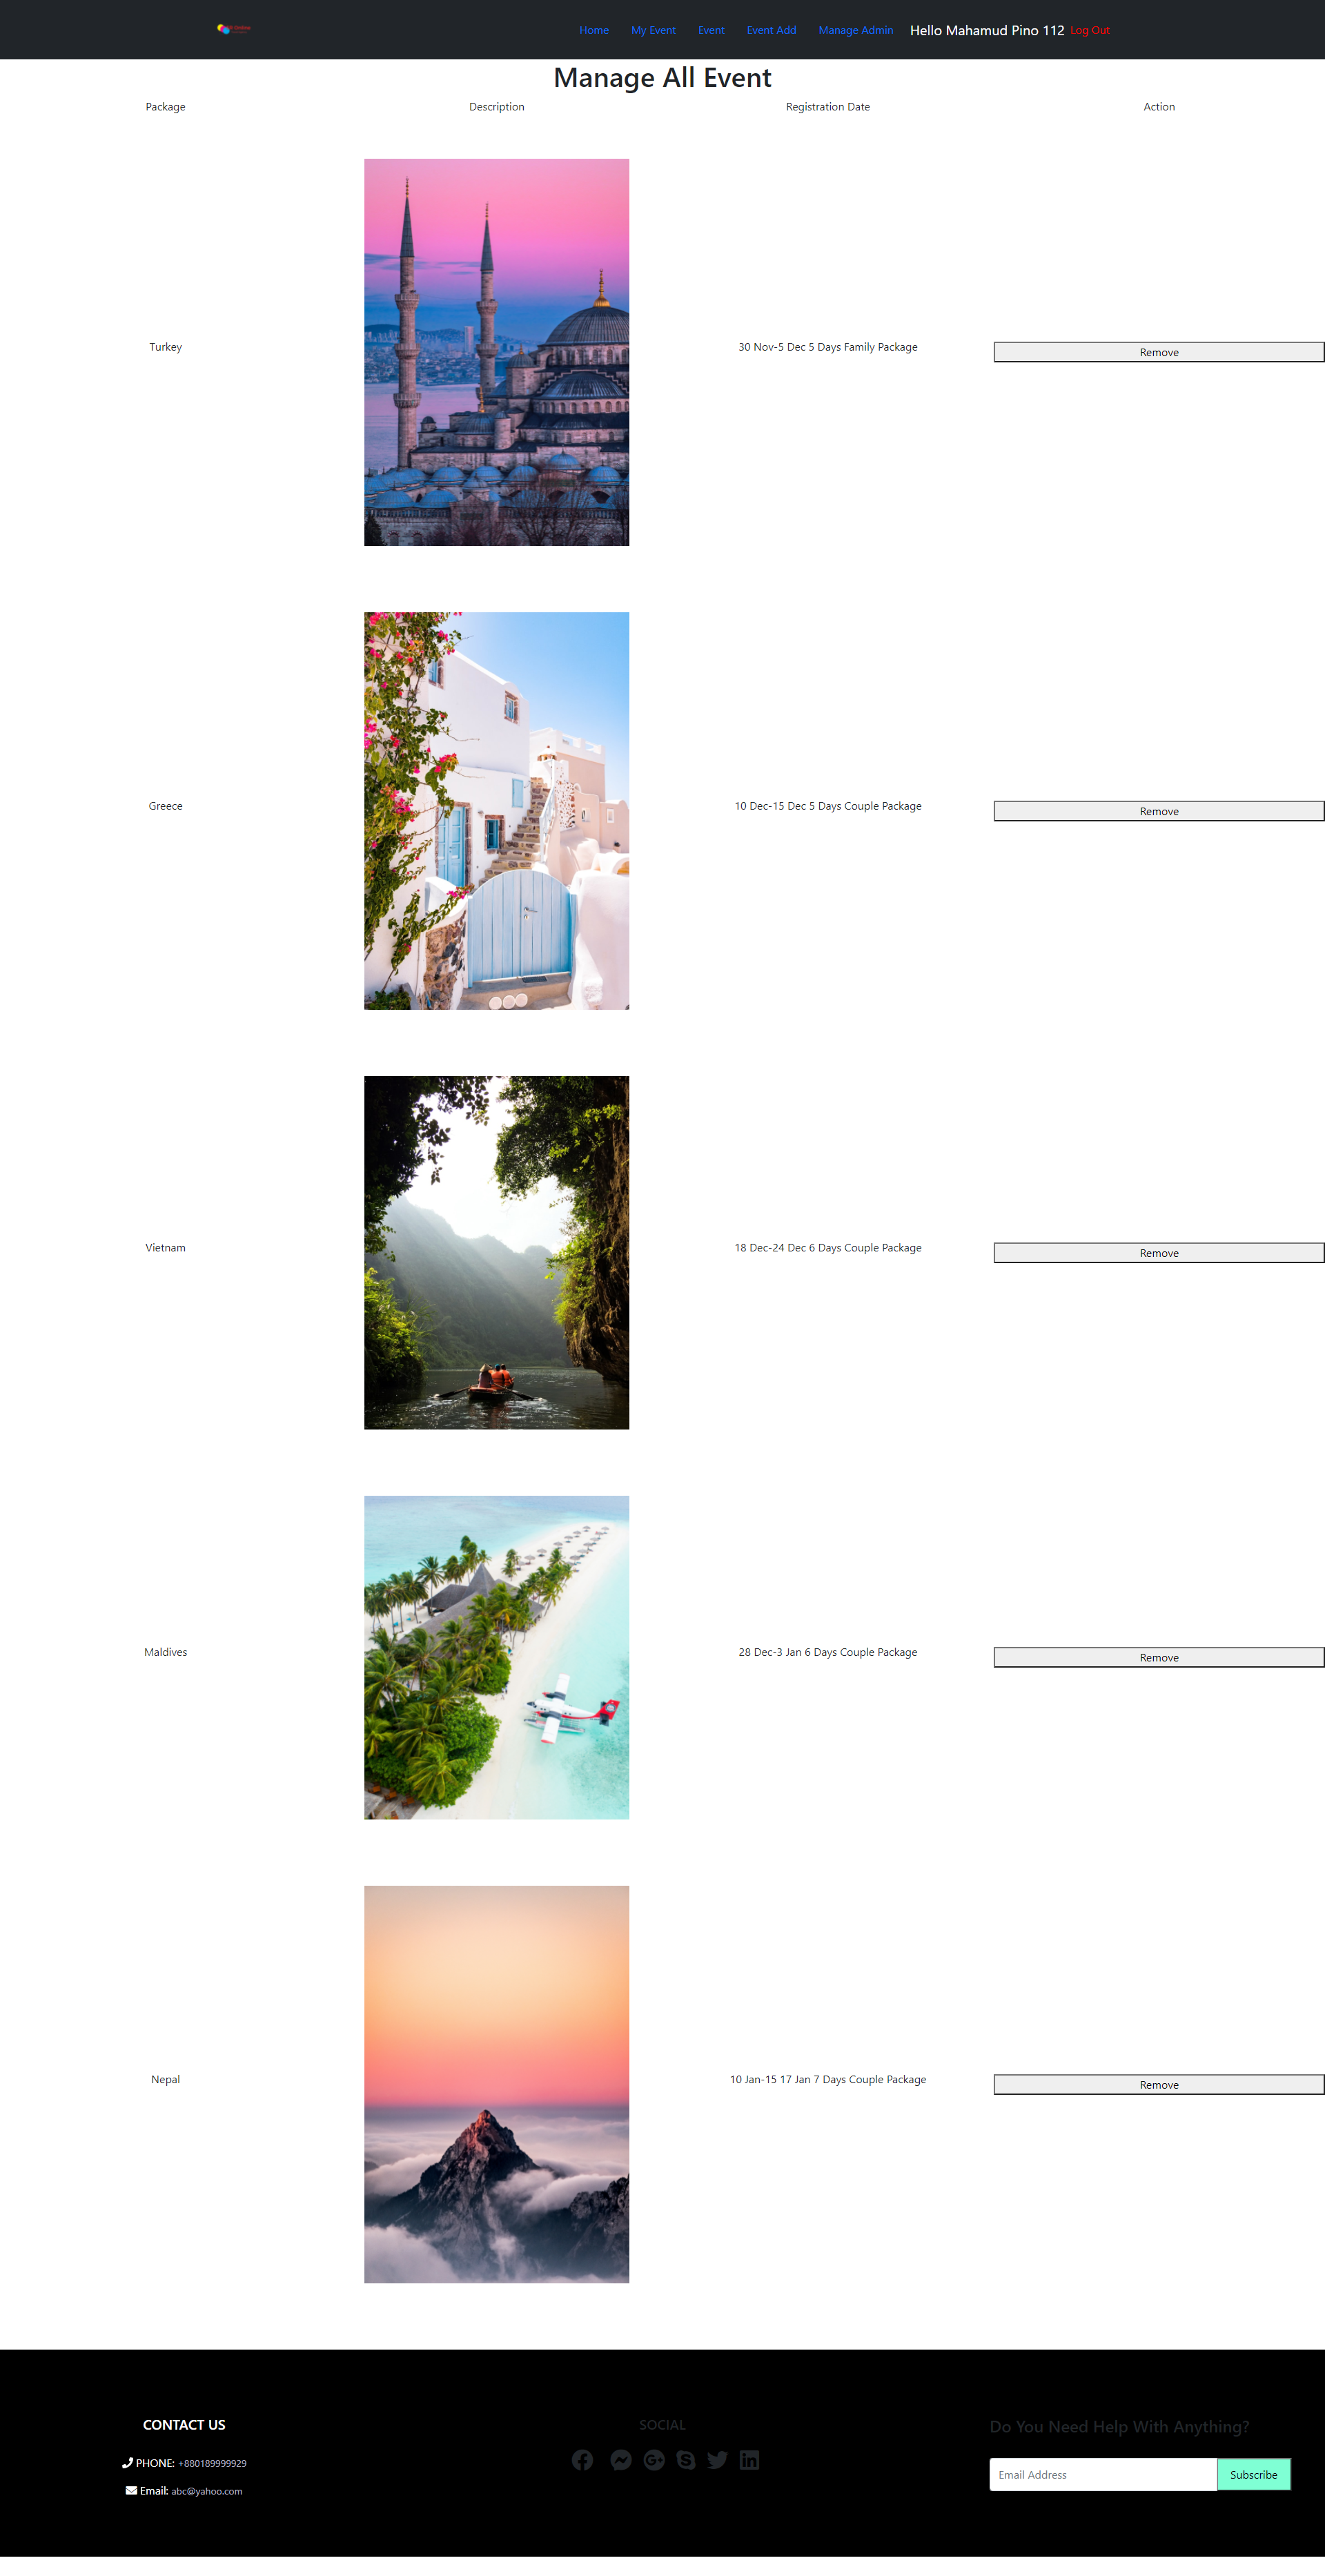 Home My Event Event Event Add Manage Admin Hello Mahamud Pino 112 Log Out
Manage All Event
Package Description Registration Date Action
Turkey 30 Nov-5 Dec 5 Days Family Package Remove
Greece 10 Dec-15 Dec 5 Days Couple Package Remove
Vietnam 18 Dec-24 Dec 6 Days Couple Package Remove
Maldives 28 Dec-3 Jan 6 Days Couple Package Remove
Nepal 10 Jan-15 17 Jan 7 Days Couple Package Remove
CONTACT US
PHONE: +880189999929
Email: abc@yahoo.com
SOCIAL
Do You Need Help With Anything?
Email Address Subscribe